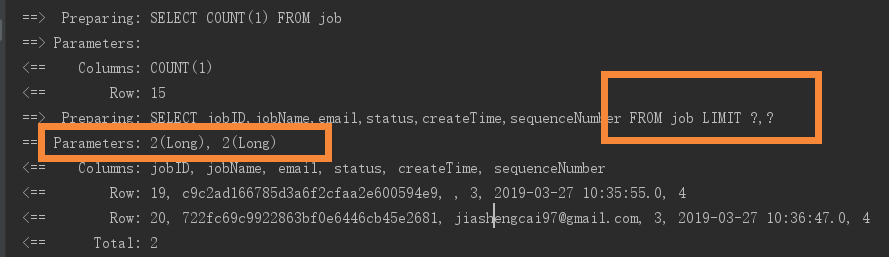 ==>  Preparing: SELECT COUNT(1) FROM job
==> Parameters:
<==    Columns: COUNT(1)
<==        Row: 15
==>  Preparing: SELECT jobID,jobName,email,status,createTime,sequenceNumber FROM job LIMIT ?,?
== Parameters: 2(Long), 2(Long)
<==    Columns: jobID, jobName, email, status, createTime, sequenceNumber
<==        Row: 19, c9c2ad166785d3a6f2cfaa2e600594e9, , 3, 2019-03-27 10:35:55.0, 4
<==        Row: 20, 722fc69c9922863bf0e6446cb45e2681, jiashengcai97@gmail.com, 3, 2019-03-27 10:36:47.0, 4
<==      Total: 2